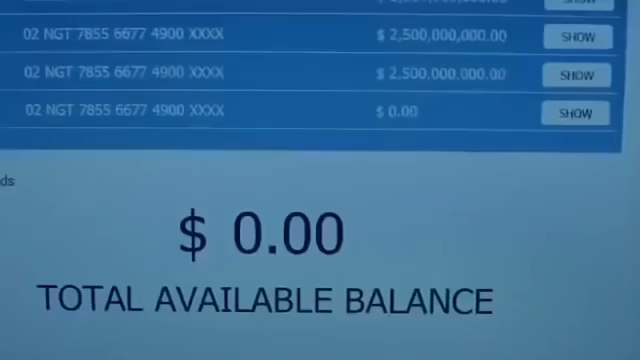 SHOW
02 NGT 7855 6677 4900 XXXX $ 2,500,000,000.00 SHOW
02 NGT 7855 6677 4900 XXXX $ 2,500,000,000.00 SHOW
02 NGT 7855 6677 4900 XXXX $ 0.00 SHOW
ds
$ 0.00
TOTAL AVAILABLE BALANCE